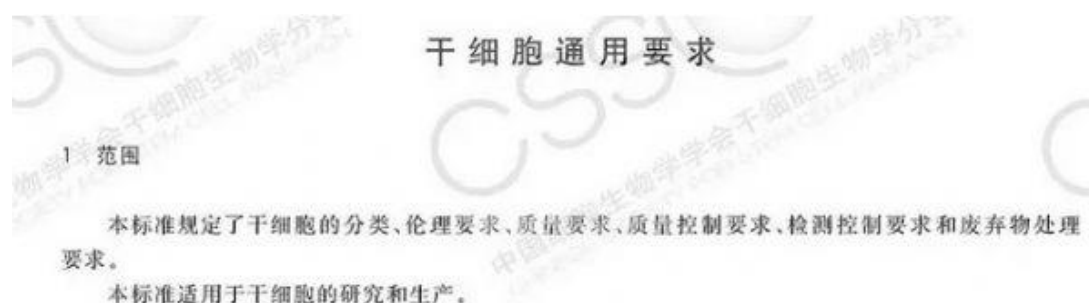 干细胞通用要求
1 范围
本标准规定了干细胞的分类、伦理要求、质量要求、质量控制要求、检测控制要求和废弃物处理
要求。
本标准适用于干细胞的研究和生产。